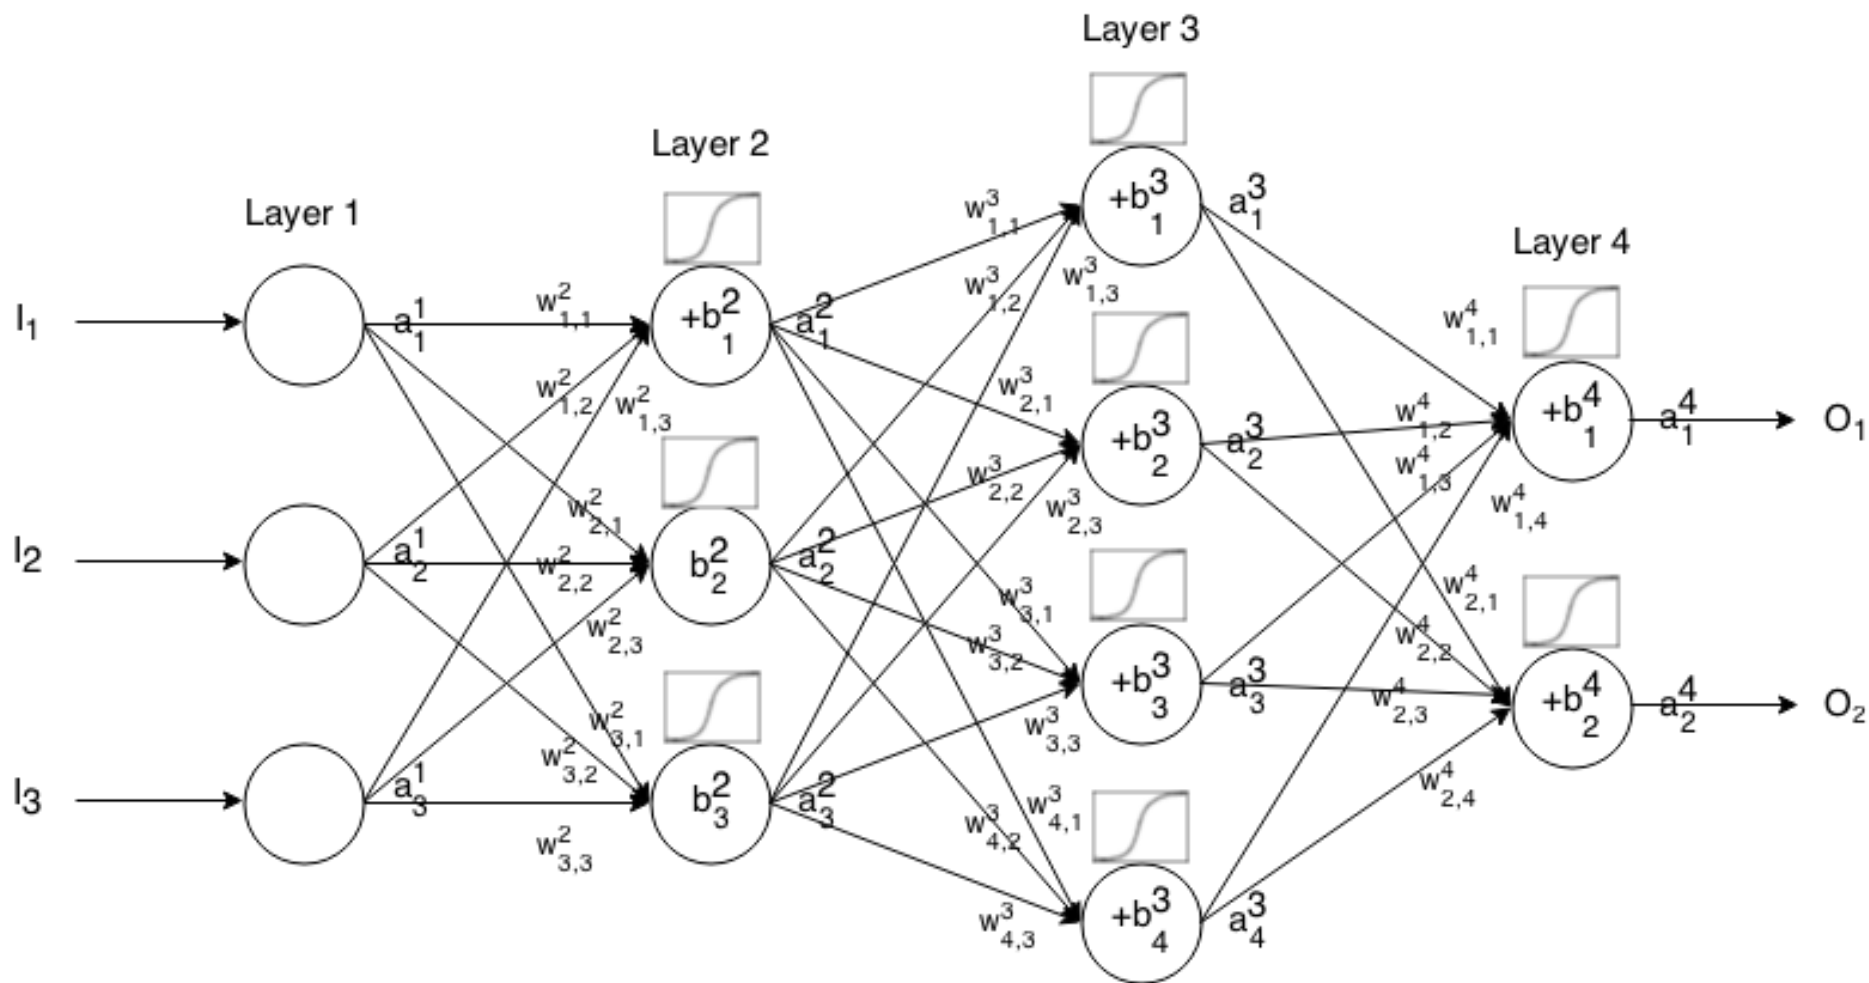 Layer 3
Layer 2
Layer 1
Layer 4
I₁
I₂
I₃
a¹₁
a¹₂
a¹₃
w²₁,₁
w²₁,₂
w²₁,₃
w²₂,₁
w²₂,₂
w²₂,₃
w²₃,₁
w²₃,₂
w²₃,₃
+b²₁
b²₂
b²₃
a²₁
a²₂
a²₃
w³₁,₁
w³₁,₂
w³₁,₃
w³₂,₁
w³₂,₂
w³₂,₃
w³₃,₁
w³₃,₂
w³₃,₃
w³₄,₁
w³₄,₂
w³₄,₃
+b³₁
+b³₂
+b³₃
+b³₄
a³₁
a³₂
a³₃
a³₄
w⁴₁,₁
w⁴₁,₂
w⁴₁,₃
w⁴₁,₄
w⁴₂,₁
w⁴₂,₂
w⁴₂,₃
w⁴₂,₄
+b⁴₁
+b⁴₂
a⁴₁
a⁴₂
O₁
O₂